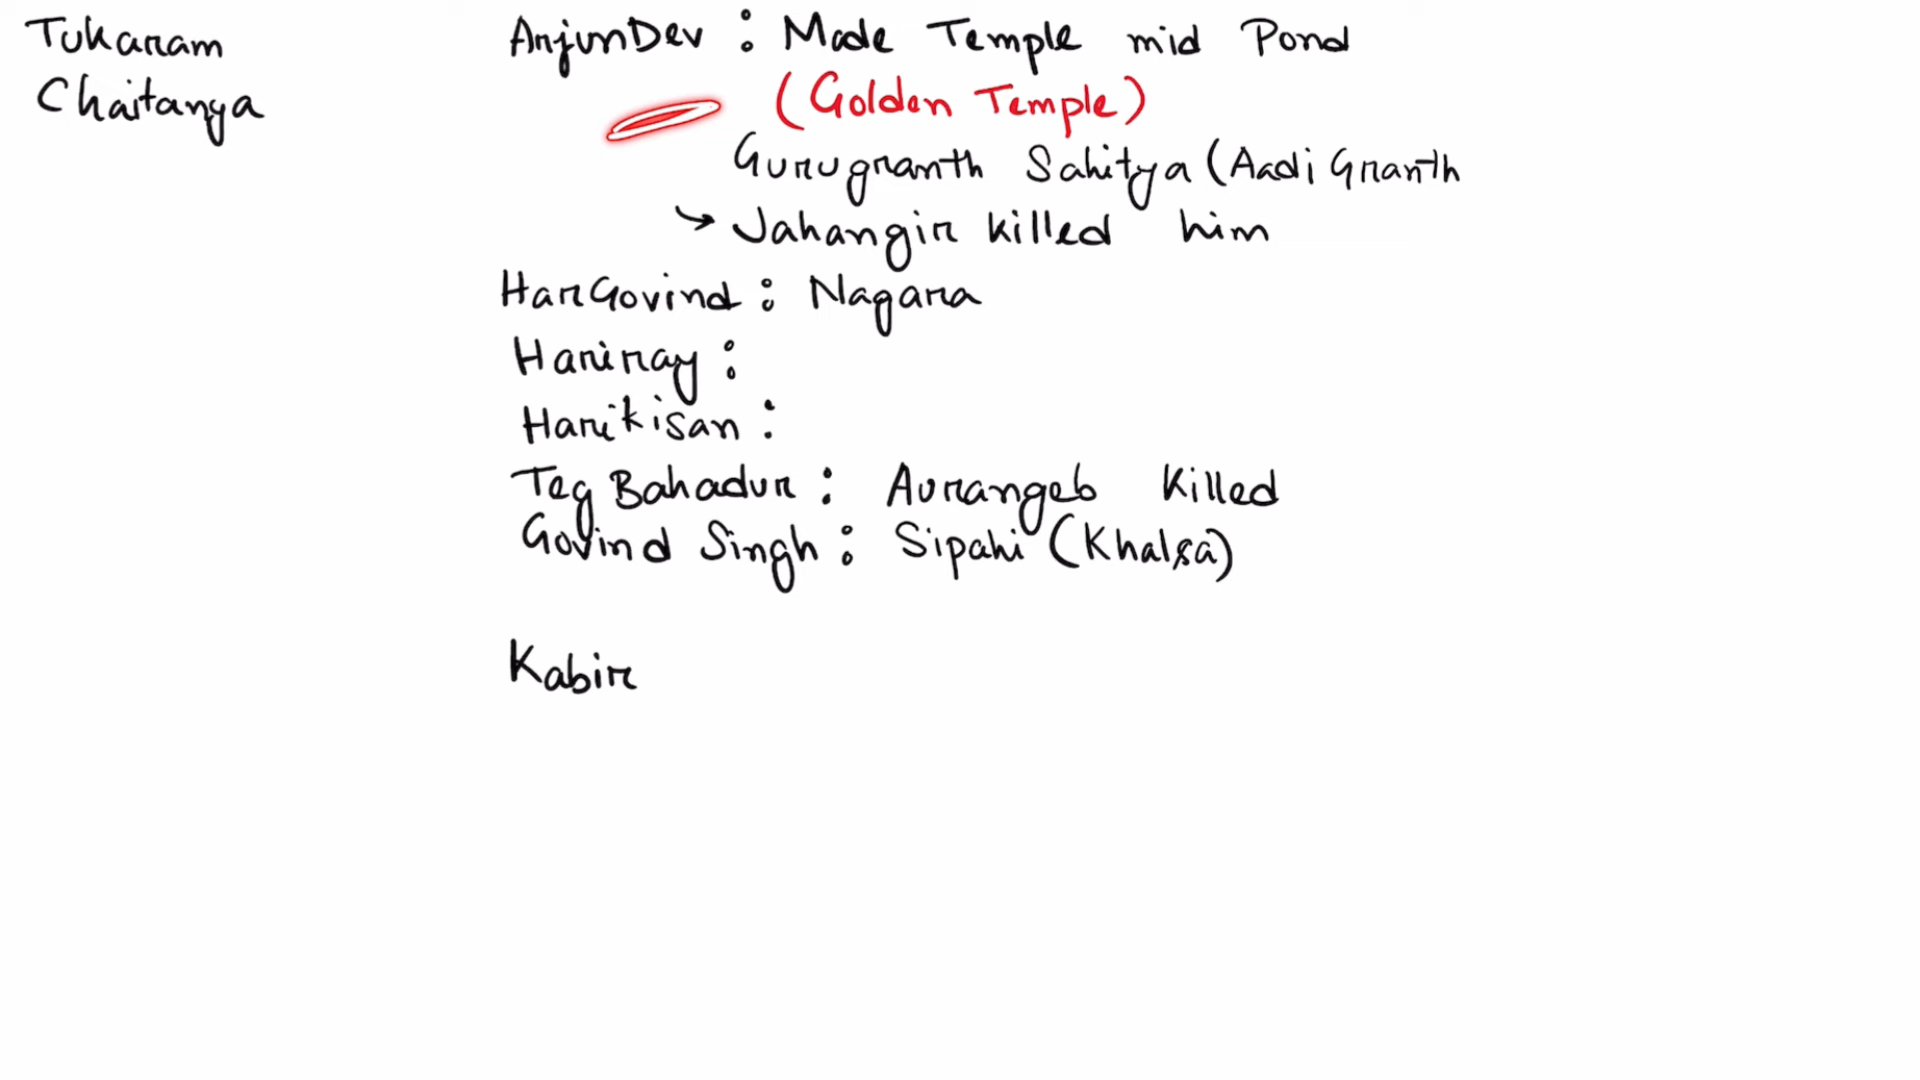 Tukaram
Chaitanya
ArjunDev : Made Temple mid Pond
(Golden Temple)
Gurugranth Sahitya (Aadi Granth
→ Jahangir killed him
HarGovind : Nagara
Hariray :
Harikisan :
Teg Bahadur : Aurangeb Killed
Govind Singh : Sipahi (Khalsa)
Kabir